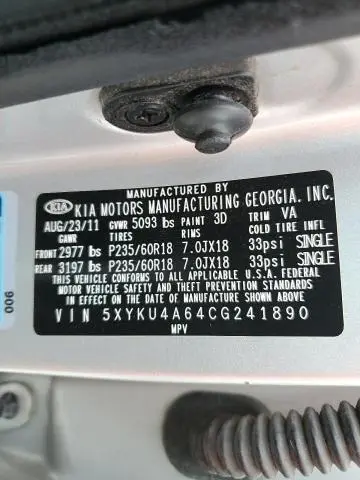 MANUFACTURED BY
KIA KIA MOTORS MANUFACTURING GEORGIA. INC.
AUG/23/11 GVWR 5093 lbs PAINT 3D TRIM VA
GAWR TIRES RIMS COLD TIRE INFL
FRONT 2977 lbs P235/60R18 7.0JX18 33psi SINGLE
REAR 3197 lbs P235/60R18 7.0JX18 33psi SINGLE
THIS VEHICLE CONFORMS TO ALL APPLICABLE FEDERAL
MOTOR VEHICLE SAFETY, BUMPER, AND THEFT PREVENTION STANDARDS
IN EFFECT ON THE DATE OF MANUFACTURE SHOWN ABOVE.
VIN 5XYKU4A64CG241890
MPV
006